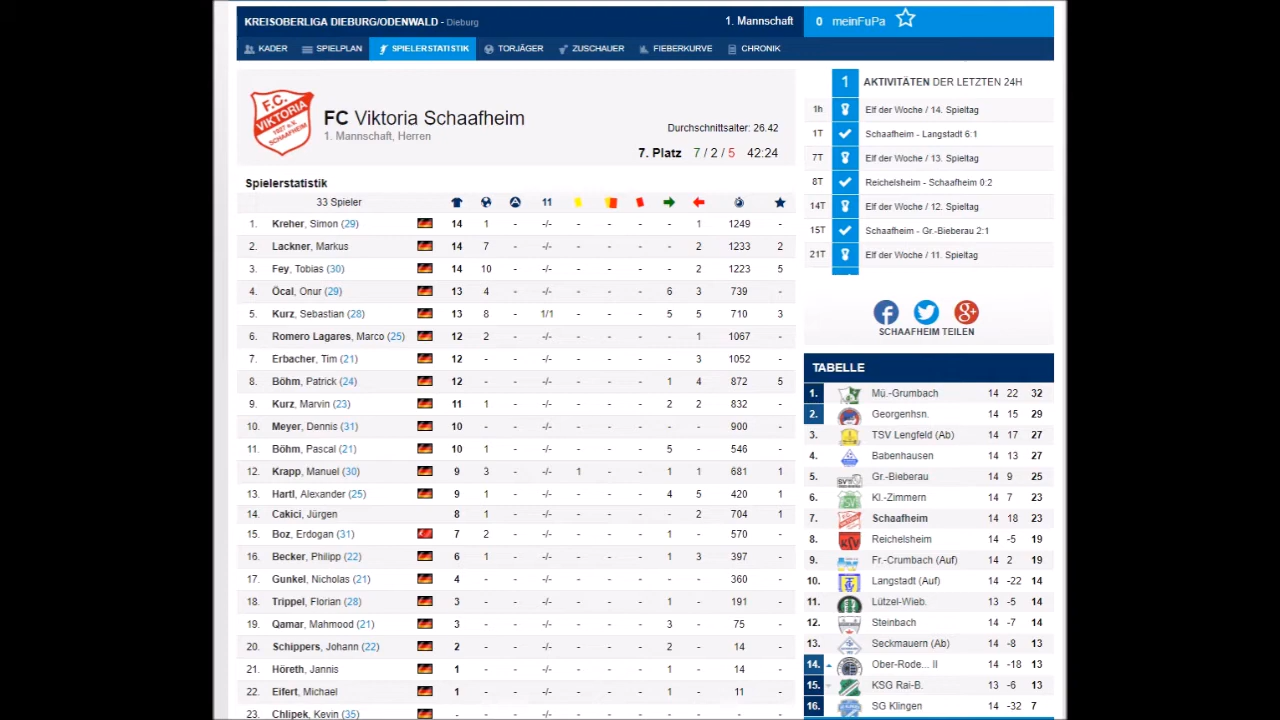 KREISOBERLIGA DIEBURG/ODENWALD - Dieburg 1. Mannschaft 0 meinFuPa
KADER SPIELPLAN SPIELERSTATISTIK TORJÄGER ZUSCHAUER FIEBERKURVE CHRONIK
F.C. VIKTORIA 1927 e.V. SCHAAFHEIM
FC Viktoria Schaafheim
1. Mannschaft, Herren
Durchschnittsalter: 26.42
7. Platz 7 / 2 / 5 42:24
Spielerstatistik
33 Spieler 11
1. Kreher, Simon (29) 14 1 - -/- - - - - 1 1249 -
2. Lackner, Markus 14 7 - -/- - - - - 2 1233 2
3. Fey, Tobias (30) 14 10 - -/- - - - - 2 1223 5
4. Öcal, Onur (29) 13 4 - -/- - - - 6 3 739 -
5. Kurz, Sebastian (28) 13 8 - 1/1 - - - 5 5 710 3
6. Romero Lagares, Marco (25) 12 2 - -/- - - - - 1 1067 -
7. Erbacher, Tim (21) 12 - - -/- - - - - 3 1052 -
8. Böhm, Patrick (24) 12 - - -/- - - - 1 4 872 5
9. Kurz, Marvin (23) 11 1 - -/- - - - 2 2 832 -
10. Meyer, Dennis (31) 10 - - -/- - - - - - 900 -
11. Böhm, Pascal (21) 10 1 - -/- - - - 5 - 546 -
12. Krapp, Manuel (30) 9 3 - -/- 1 - - 1 1 681 1
13. Hartl, Alexander (25) 9 1 - -/- - - - 4 5 420 1
14. Cakici, Jürgen 8 1 - -/- - - - - 2 704 1
15. Boz, Erdogan (31) 7 2 - -/- - - - 1 - 570 -
16. Becker, Philipp (22) 6 1 - -/- - - - 1 3 397 -
17. Gunkel, Nicholas (21) 4 - - -/- - - - - - 360 -
18. Trippel, Florian (28) 3 - - -/- - - - 1 - 191 -
19. Qamar, Mahmood (21) 3 - - -/- - - - 3 - 75 -
20. Schippers, Johann (22) 2 - - -/- - - - 2 - 14 -
21. Höreth, Jannis 1 - - -/- - - - 1 - 14 -
22. Eifert, Michael 1 - - -/- - - - 1 - 11 -
23. Chlipek, Kevin (35) - - - -/- - - - - - - -
1 AKTIVITÄTEN DER LETZTEN 24H
1h Elf der Woche / 14. Spieltag
1T Schaafheim - Langstadt 6:1
7T Elf der Woche / 13. Spieltag
8T Reichelsheim - Schaafheim 0:2
14T Elf der Woche / 12. Spieltag
15T Schaafheim - Gr.-Bieberau 2:1
21T Elf der Woche / 11. Spieltag
SCHAAFHEIM TEILEN
TABELLE
1. Mü.-Grumbach 14 22 32
2. Georgenhsn. 14 15 29
3. TSV Lengfeld (Ab) 14 17 27
4. Babenhausen 14 13 27
5. Gr.-Bieberau 14 9 25
6. Kl.-Zimmern 14 7 23
7. Schaafheim 14 18 23
8. Reichelsheim 14 -5 19
9. Fr.-Crumbach (Auf) 14 2 19
10. Langstadt (Auf) 14 -22 14
11. Lützel-Wieb. 13 -5 14
12. Steinbach 14 -7 14
13. Seckmauern (Ab) 14 -8 13
14. Ober-Rode... II 14 -18 13
15. KSG Rai-B. 13 -6 13
16. SG Klingen 14 -32 7